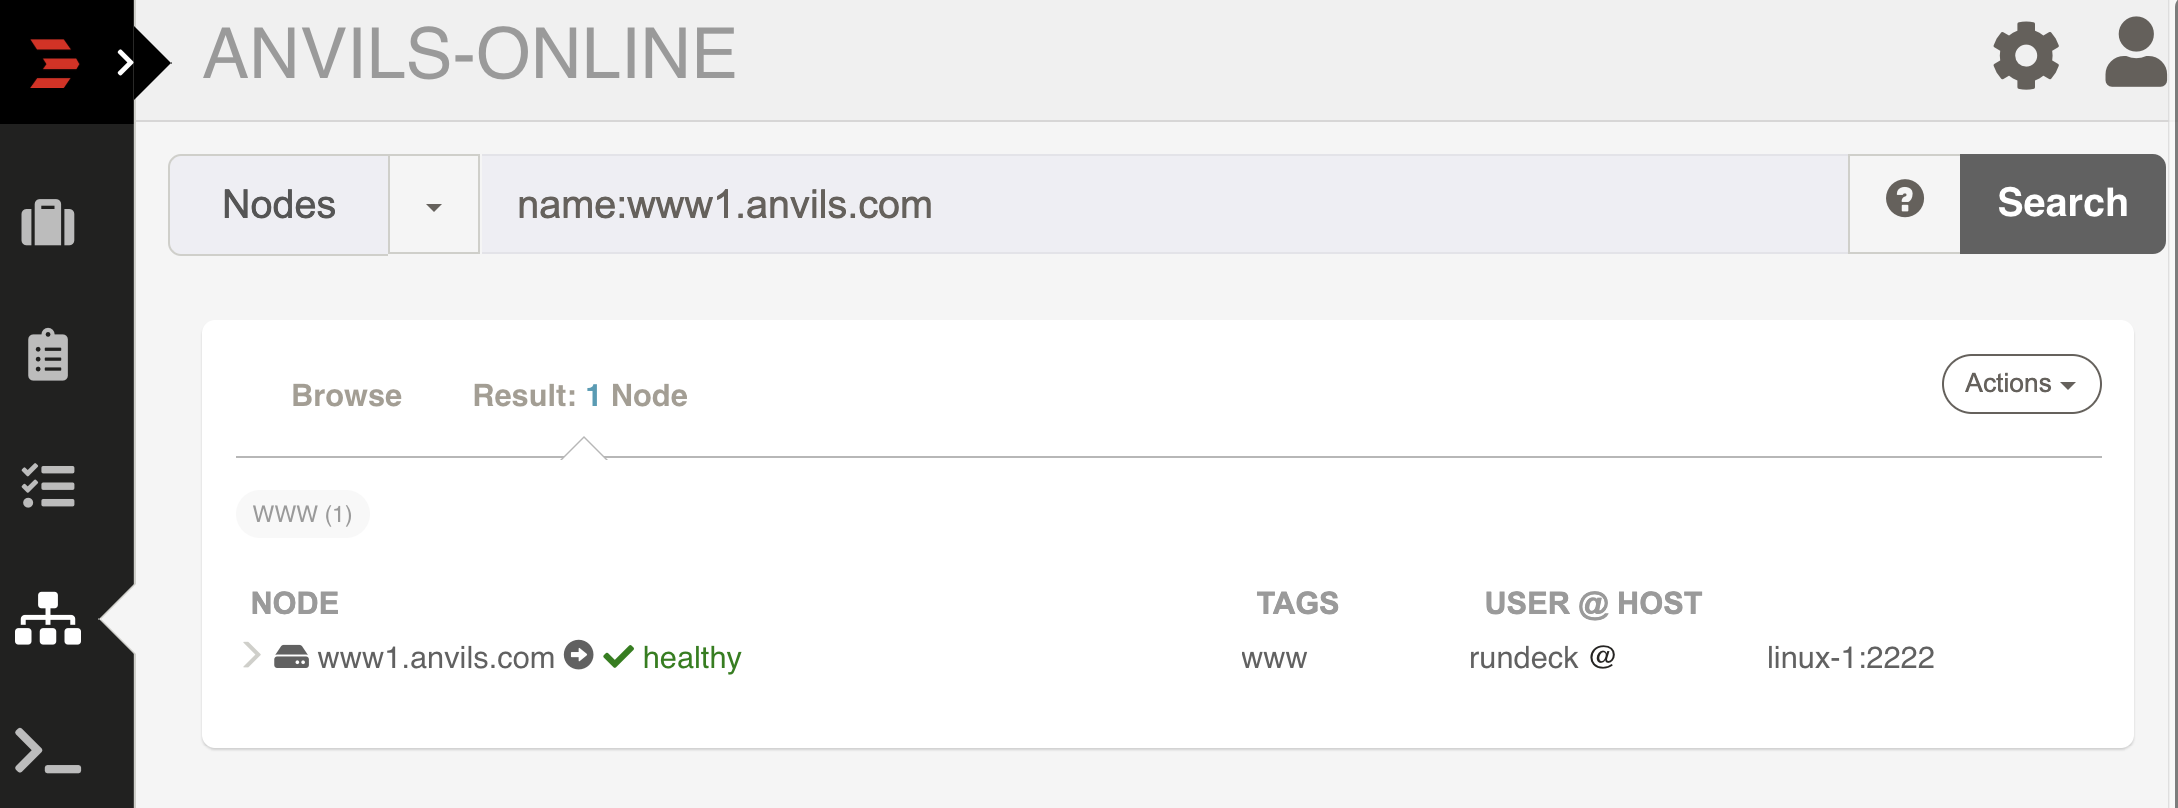 ANVILS-ONLINE
Nodes name:www1.anvils.com ? Search
Browse Result: 1 Node Actions
WWW (1)
NODE TAGS USER @ HOST
www1.anvils.com healthy www rundeck @ linux-1:2222